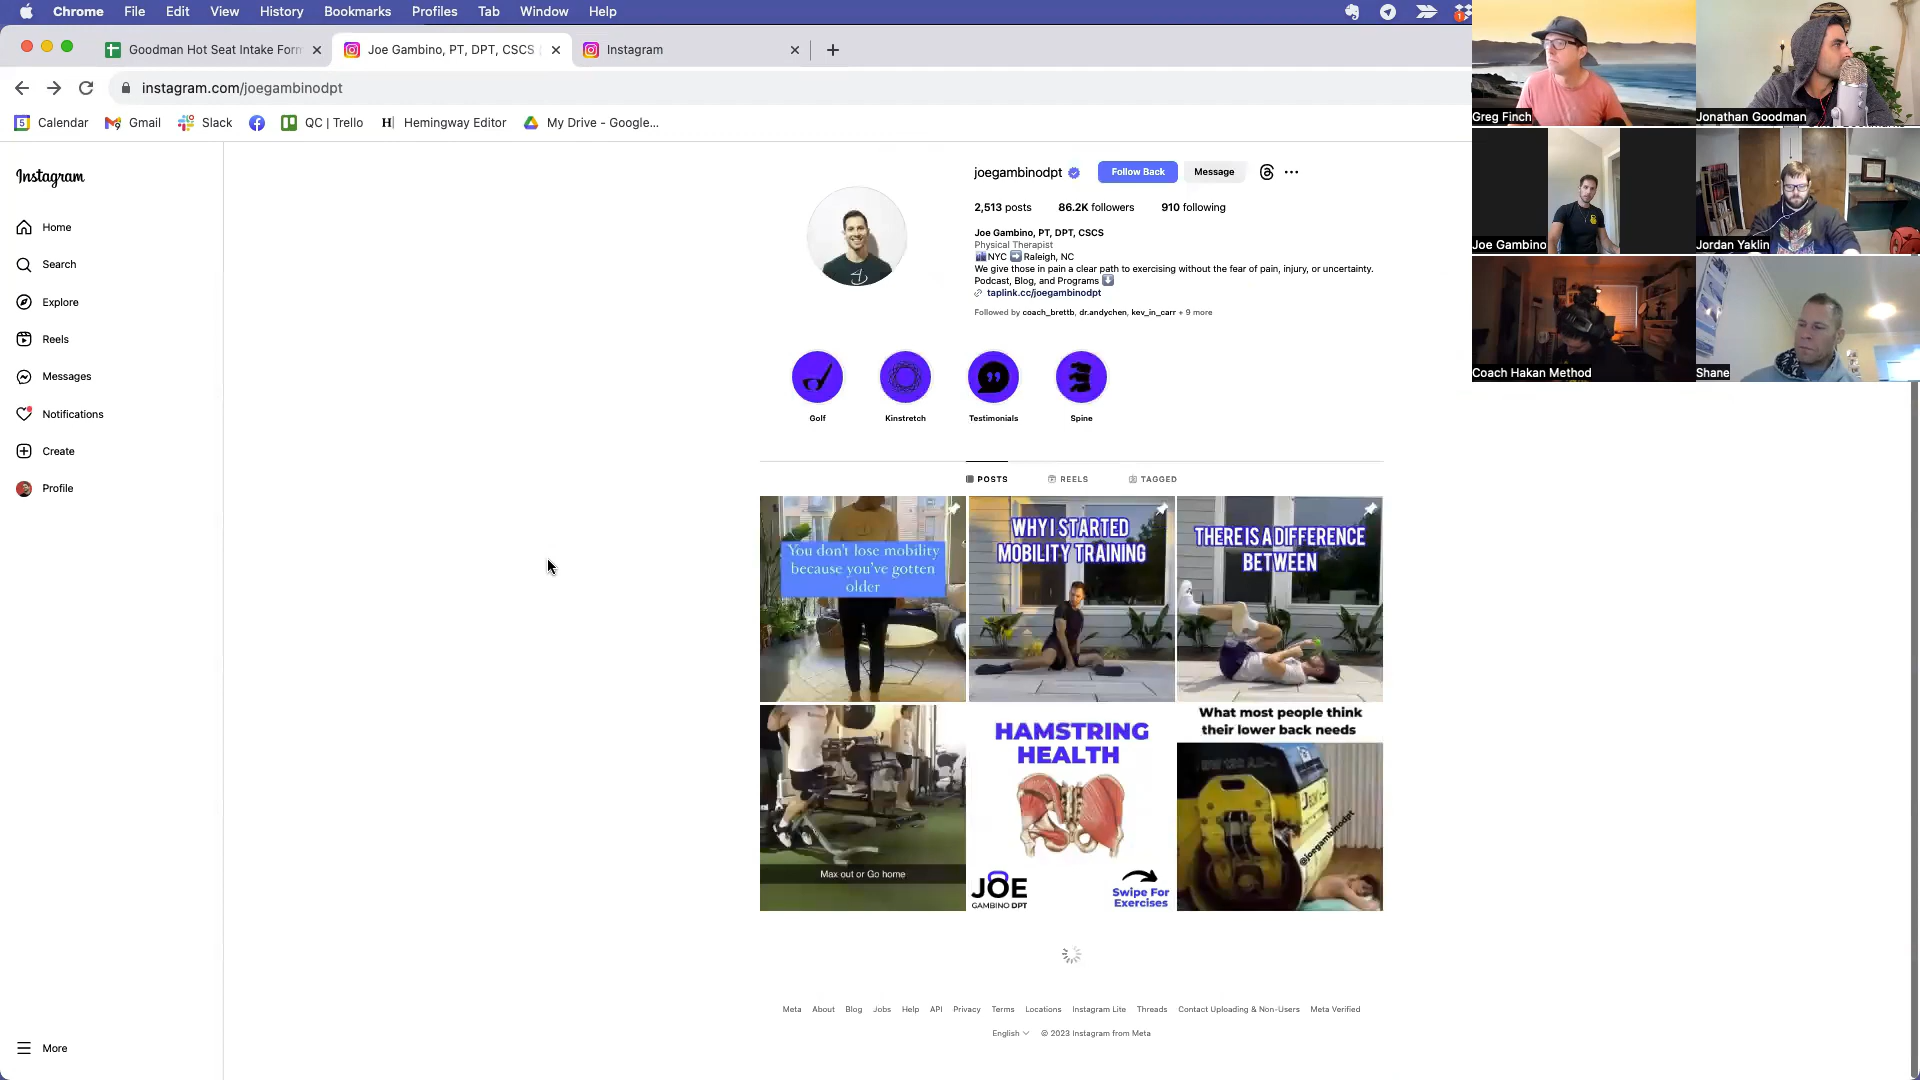 Chrome File Edit View History Bookmarks Profiles Tab Window Help
Goodman Hot Seat Intake Form
Joe Gambino, PT, DPT, CSCS
Instagram
instagram.com/joegambinodpt
Calendar
Gmail
Slack
QC | Trello
Hemingway Editor
My Drive - Google...
Greg Finch
Jonathan Goodman
Joe Gambino
Jordan Yaklin
Coach Hakan Method
Shane
Instagram
Home
Search
Explore
Reels
Messages
Notifications
Create
Profile
More
joegambinodpt
Follow Back
Message
2,513 posts 86.2K followers 910 following
Joe Gambino, PT, DPT, CSCS
Physical Therapist
🏙️NYC ➡️ Raleigh, NC
We give those in pain a clear path to exercising without the fear of pain, injury, or uncertainty.
Podcast, Blog, and Programs ⬇️
taplink.cc/joegambinodpt
Followed by coach_brettb, dr.andychen, kev_in_carr + 9 more
Golf
Kinstretch
Testimonials
Spine
POSTS
REELS
TAGGED
You don't lose mobility
because you've gotten
older
WHY I STARTED
MOBILITY TRAINING
THERE IS A DIFFERENCE
BETWEEN
Max out or Go home
HAMSTRING
HEALTH
JOE
GAMBINO DPT
Swipe For
Exercises
What most people think
their lower back needs
@joegambinodpt
Meta About Blog Jobs Help API Privacy Terms Locations Instagram Lite Threads Contact Uploading & Non-Users Meta Verified
English © 2023 Instagram from Meta